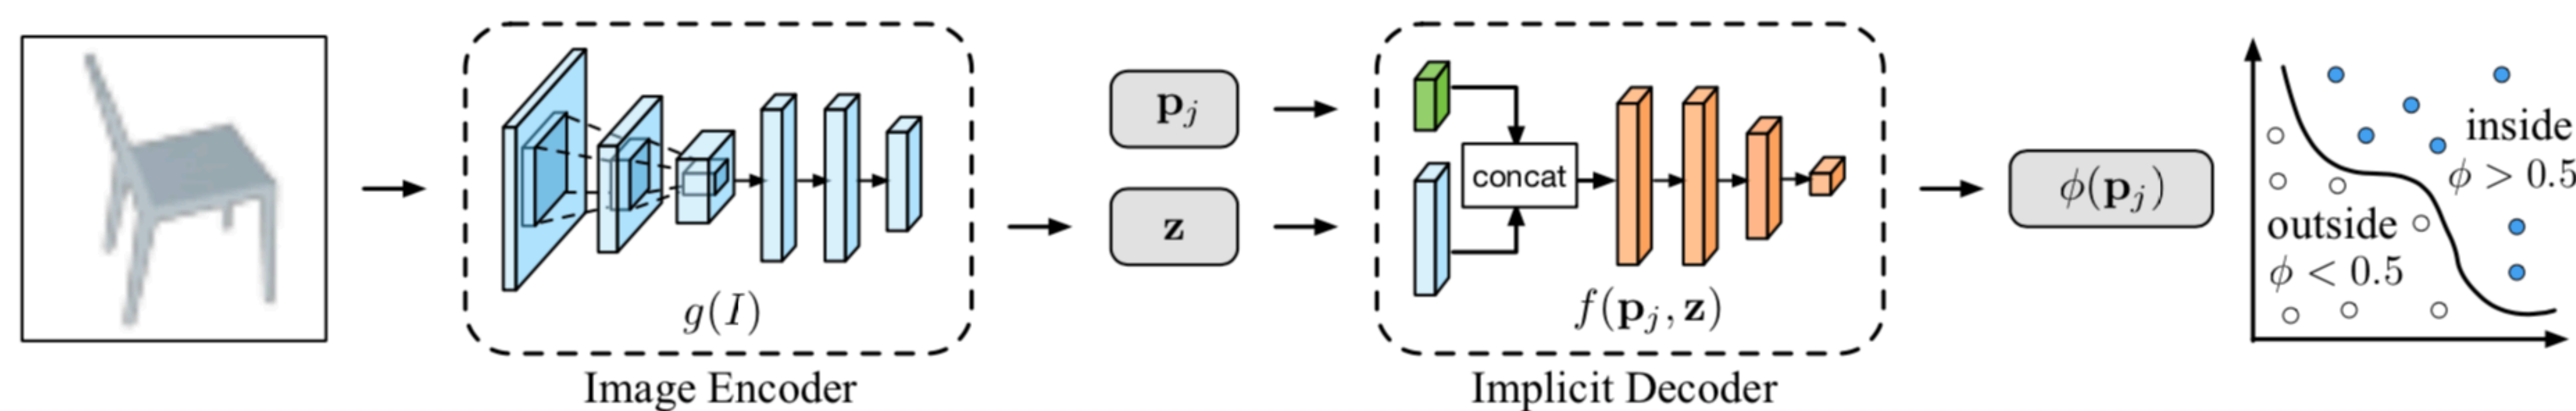 g(I)
Image Encoder
p_j
z
concat
f(p_j, z)
Implicit Decoder
φ(p_j)
inside
φ > 0.5
outside
φ < 0.5